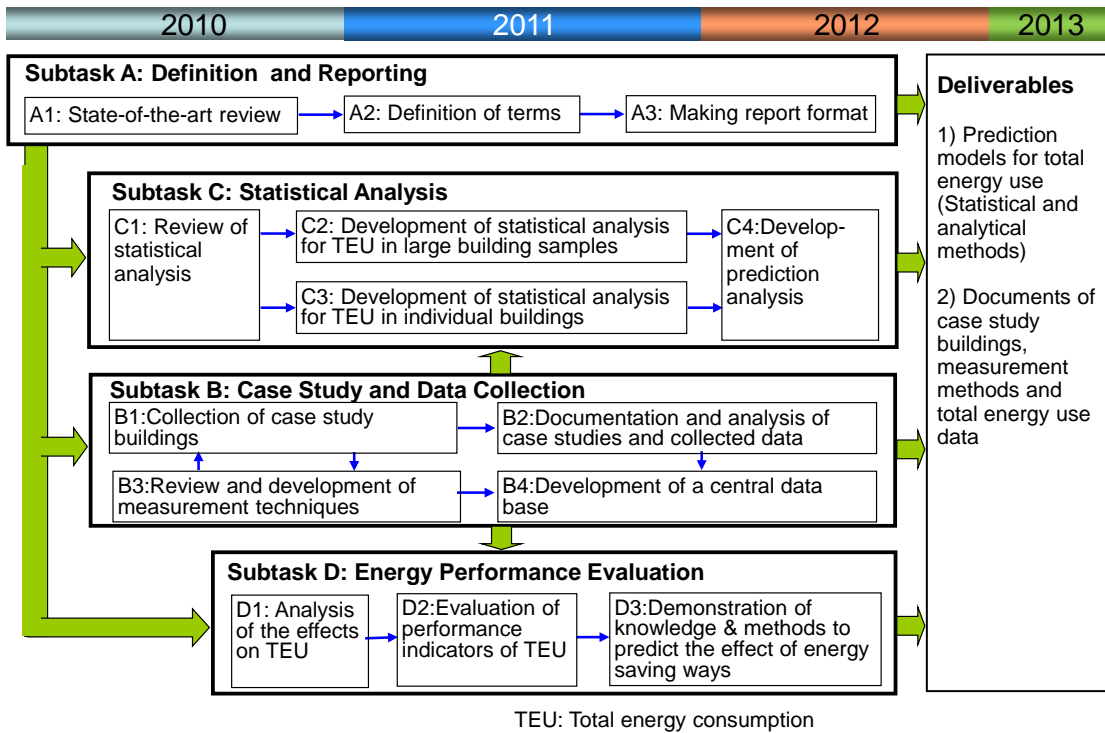 2010 2011 2012 2013
Subtask A: Definition and Reporting
A1: State-of-the-art review
A2: Definition of terms
A3: Making report format
Subtask C: Statistical Analysis
C1: Review of
statistical
analysis
C2: Development of statistical analysis
for TEU in large building samples
C3: Development of statistical analysis
for TEU in individual buildings
C4:Develop-
ment of
prediction
analysis
Subtask B: Case Study and Data Collection
B1:Collection of case study
buildings
B2:Documentation and analysis of
case studies and collected data
B3:Review and development of
measurement techniques
B4:Development of a central data
base
Subtask D: Energy Performance Evaluation
D1: Analysis
of the effects
on TEU
D2:Evaluation of
performance
indicators of TEU
D3:Demonstration of
knowledge & methods to
predict the effect of energy
saving ways
Deliverables
1) Prediction
models for total
energy use
(Statistical and
analytical
methods)
2) Documents of
case study
buildings,
measurement
methods and
total energy use
data
TEU: Total energy consumption